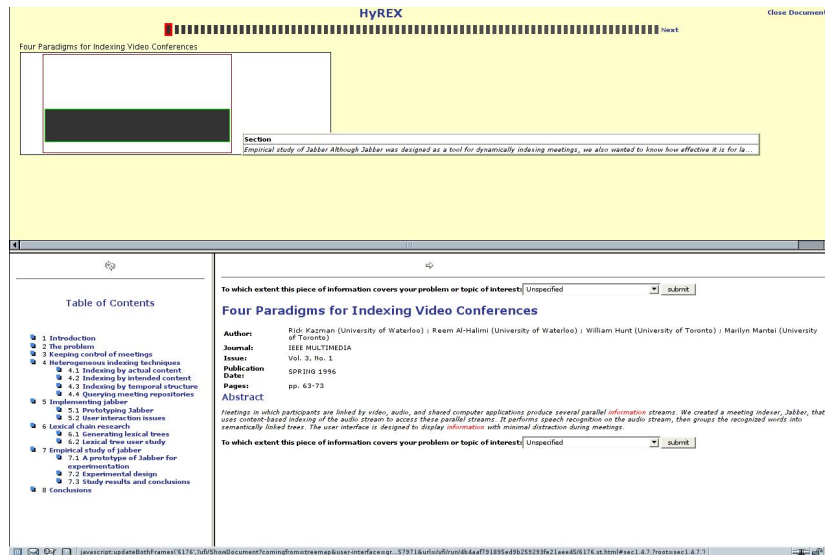 HyREX
Close Document
Next
Four Paradigms for Indexing Video Conferences
Section
Empirical study of Jabber Although Jabber was designed as a tool for dynamically indexing meetings, we also wanted to know how effective it is for la...
To which extent this piece of information covers your problem or topic of interest: Unspecified submit
Table of Contents
1 Introduction
2 The problem
3 Keeping control of meetings
4 Heterogeneous indexing techniques
4.1 Indexing by actual content
4.2 Indexing by intended content
4.3 Indexing by temporal structure
4.4 Querying meeting repositories
5 Implementing jabber
5.1 Prototyping Jabber
5.2 User interaction issues
6 Lexical chain research
6.1 Generating lexical trees
6.2 Lexical tree user study
7 Empirical study of jabber
7.1 A prototype of Jabber for
experimentation
7.2 Experimental design
7.3 Study results and conclusions
8 Conclusions
Four Paradigms for Indexing Video Conferences
Author: Rick Kazman (University of Waterloo) ; Reem Al-Halimi (University of Waterloo) ; William Hunt (University of Toronto) ; Marilyn Mantei (University
of Toronto)
Journal: IEEE MULTIMEDIA
Issue: Vol. 3, No. 1
Publication
Date: SPRING 1996
Pages: pp. 63-73
Abstract
Meetings in which participants are linked by video, audio, and shared computer applications produce several parallel information streams. We created a meeting indexer, Jabber, that
uses content-based indexing of the audio stream to access these parallel streams. It performs speech recognition on the audio stream, then groups the recognized words into
semantically linked trees. The user interface is designed to display information with minimal distraction during meetings.
To which extent this piece of information covers your problem or topic of interest: Unspecified submit